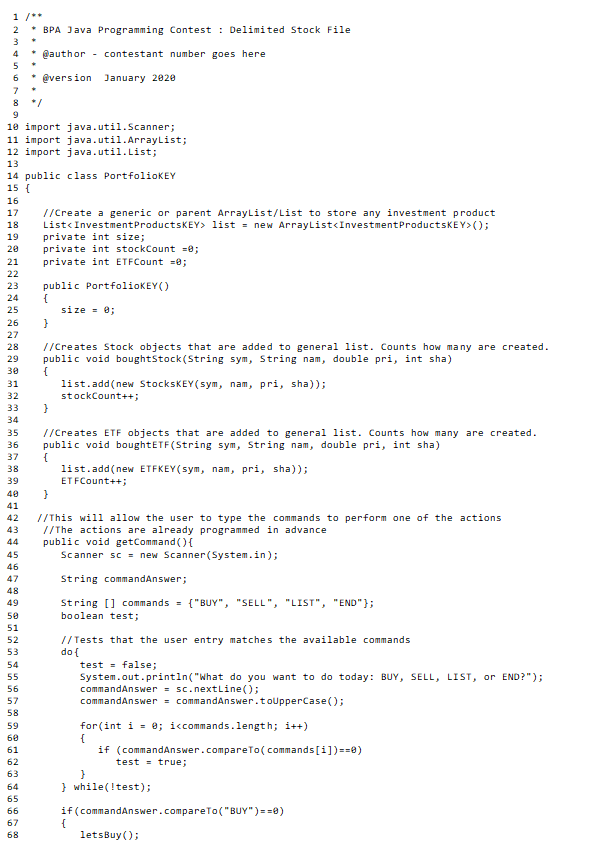 1 /**
2  * BPA Java Programming Contest : Delimited Stock File
3  *
4  * @author - contestant number goes here
5  *
6  * @version  January 2020
7  *
8  */
9
10 import java.util.Scanner;
11 import java.util.ArrayList;
12 import java.util.List;
13
14 public class PortfolioKEY
15 {
16
17    //Create a generic or parent ArrayList/List to store any investment product
18    List<InvestmentProductsKEY> list = new ArrayList<InvestmentProductsKEY>();
19    private int size;
20    private int stockCount =0;
21    private int ETFCount =0;
22
23    public PortfolioKEY()
24    {
25       size = 0;
26    }
27
28    //Creates Stock objects that are added to general list. Counts how many are created.
29    public void boughtStock(String sym, String nam, double pri, int sha)
30    {
31       list.add(new StocksKEY(sym, nam, pri, sha));
32       stockCount++;
33    }
34
35    //Creates ETF objects that are added to general list. Counts how many are created.
36    public void boughtETF(String sym, String nam, double pri, int sha)
37    {
38       list.add(new ETFKEY(sym, nam, pri, sha));
39       ETFCount++;
40    }
41
42   //This will allow the user to type the commands to perform one of the actions
43    //The actions are already programmed in advance
44    public void getCommand(){
45       Scanner sc = new Scanner(System.in);
46
47       String commandAnswer;
48
49       String [] commands = {"BUY", "SELL", "LIST", "END"};
50       boolean test;
51
52       //Tests that the user entry matches the available commands
53       do{
54          test = false;
55          System.out.println("What do you want to do today: BUY, SELL, LIST, or END?");
56          commandAnswer = sc.nextLine();
57          commandAnswer = commandAnswer.toUpperCase();
58
59          for(int i = 0; i<commands.length; i++)
60          {
61             if (commandAnswer.compareTo(commands[i])==0)
62                test = true;
63          }
64       } while(!test);
65
66       if(commandAnswer.compareTo("BUY")==0)
67       {
68          letsBuy();